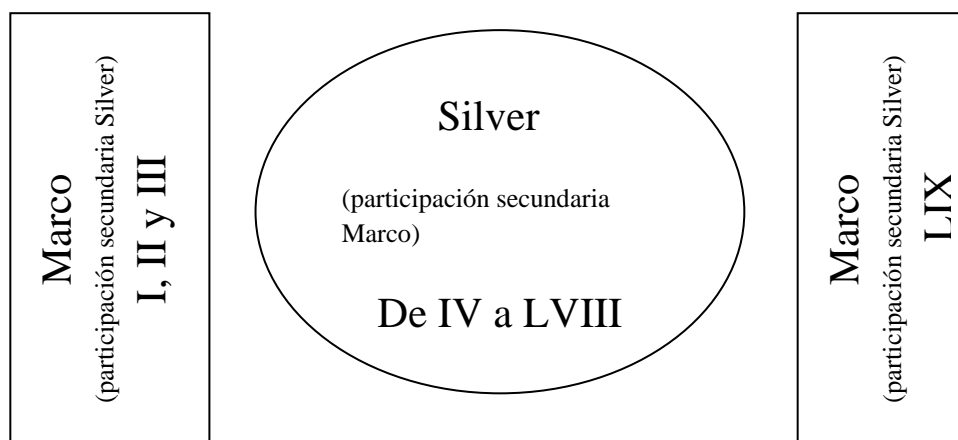 Marco
(participación secundaria Silver)
I, II y III
Silver
(participación secundaria
Marco)
De IV a LVIII
Marco
(participación secundaria Silver)
LIX